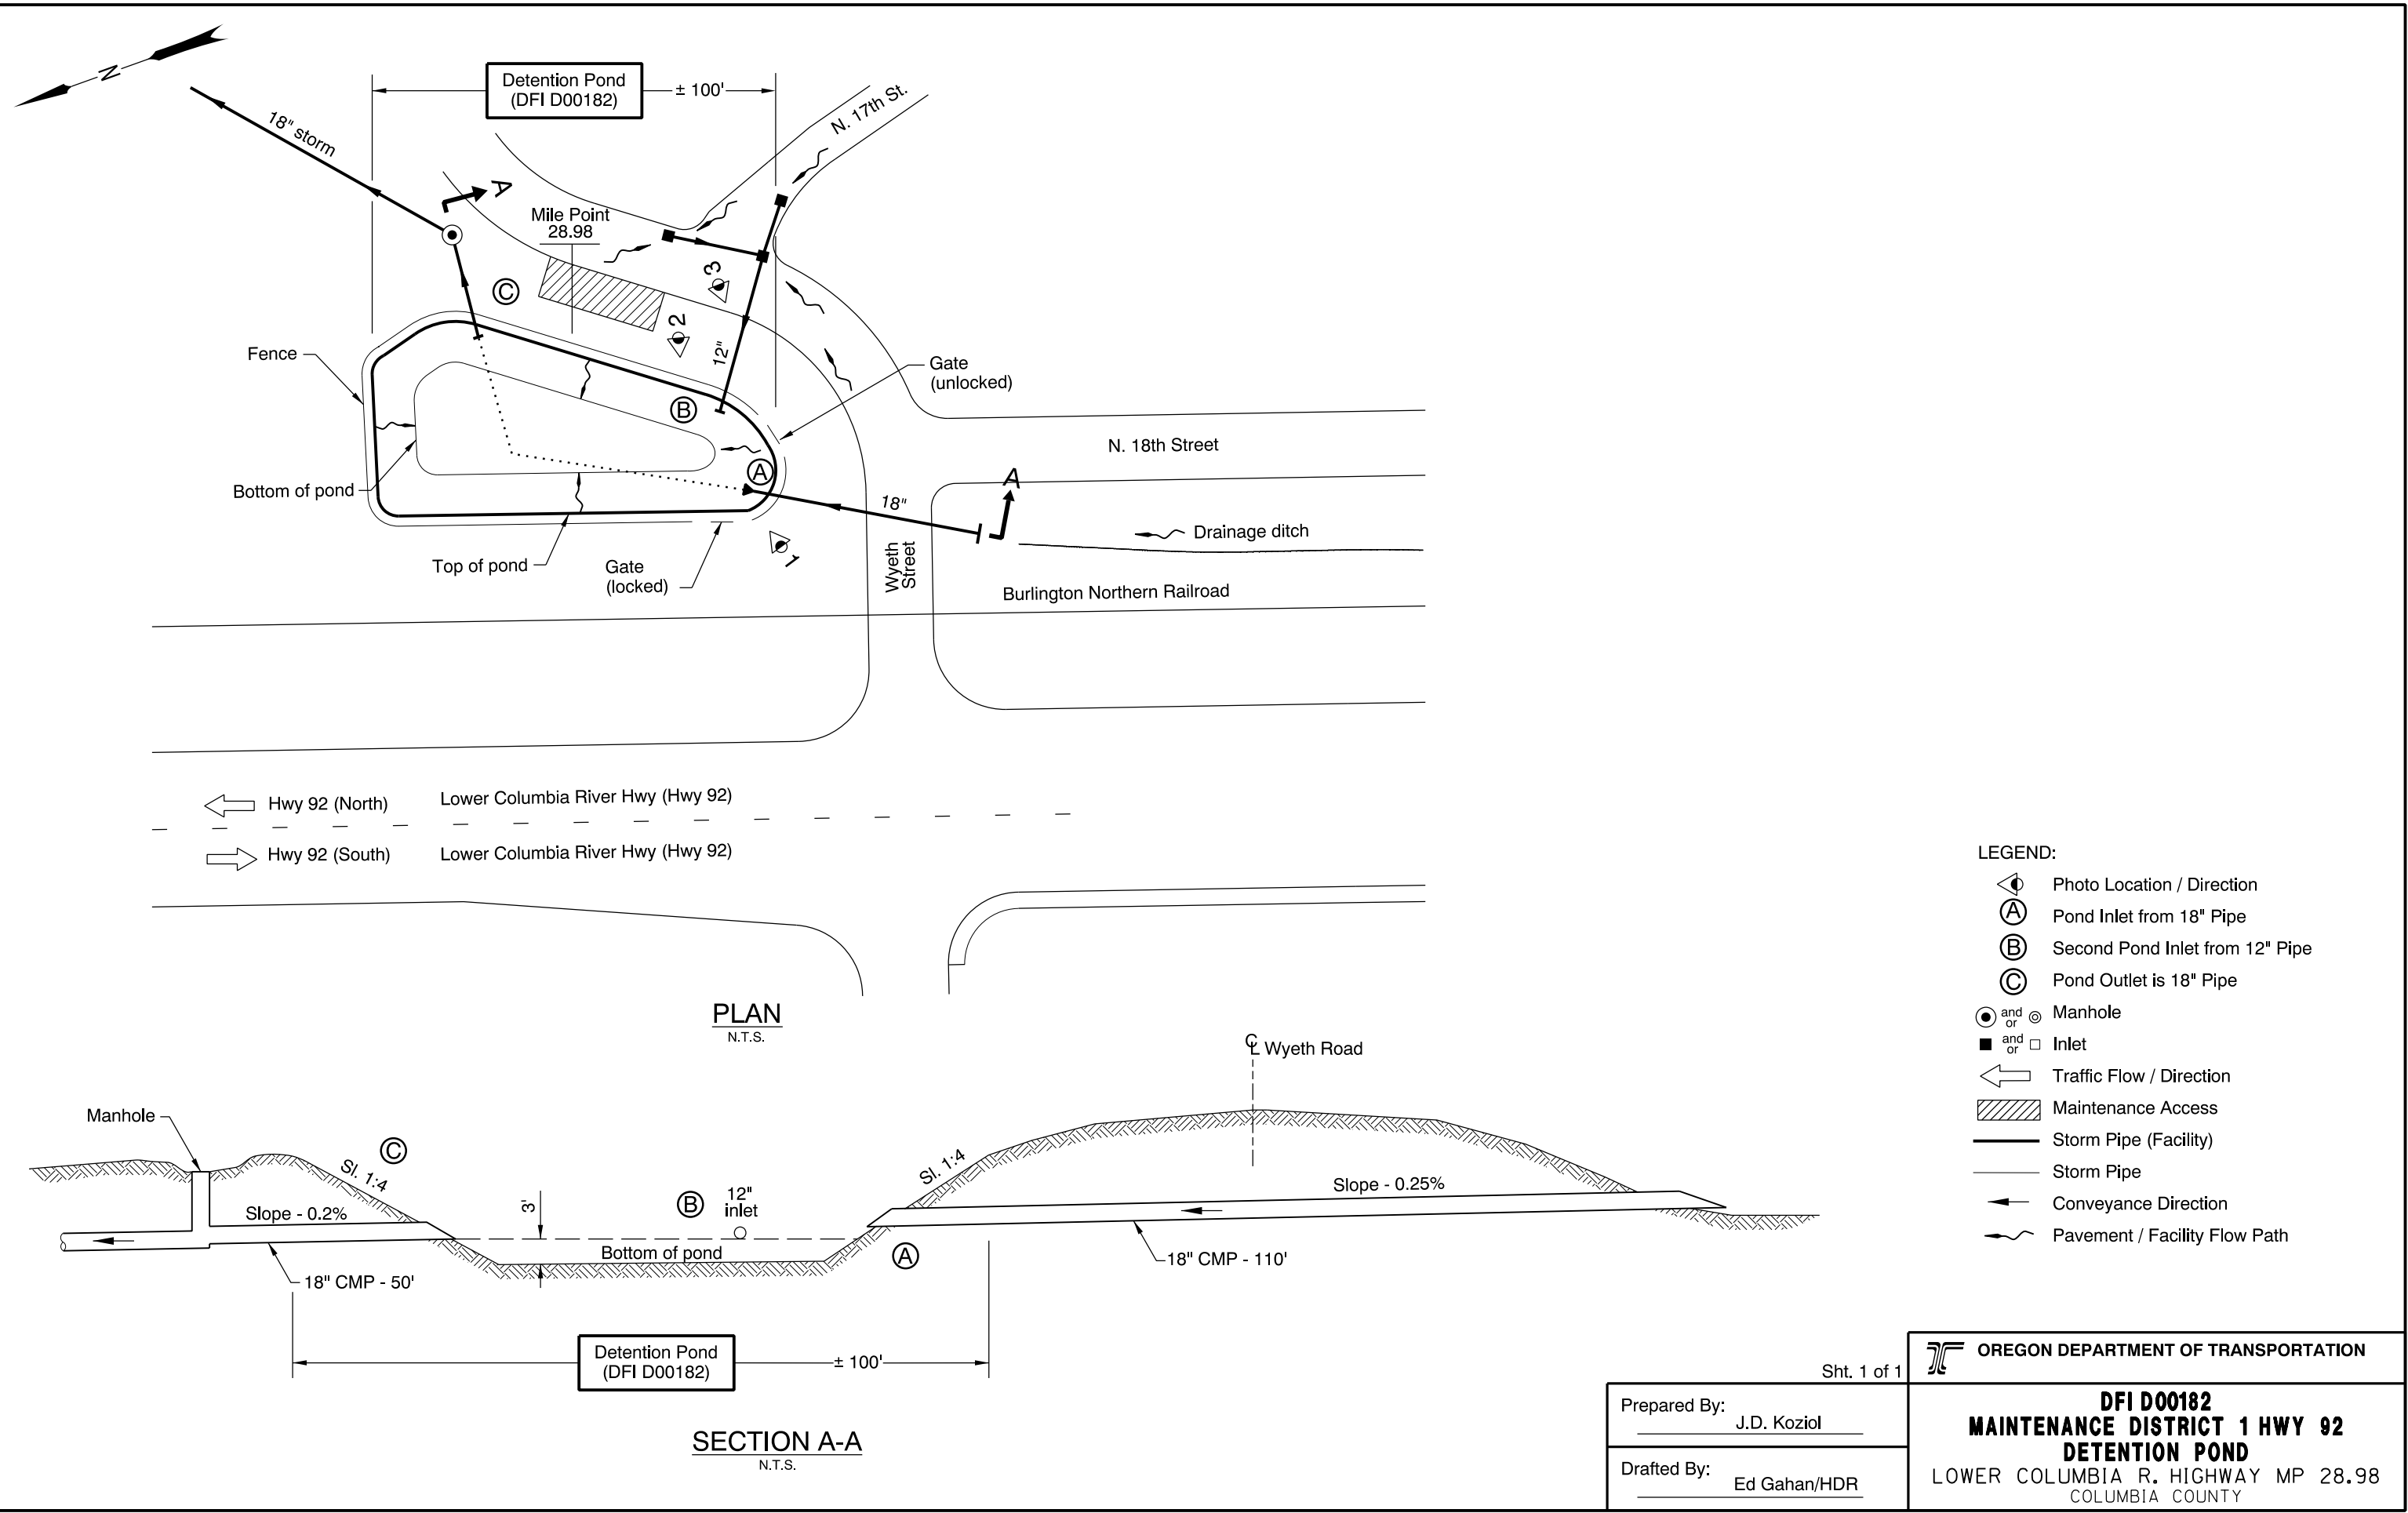 N
Detention Pond
(DFI D00182)
± 100'
N. 17th St.
18" storm
A
Mile Point
28.98
3
C
2
12"
Fence
Gate
(unlocked)
B
N. 18th Street
A
A
Bottom of pond
18"
Drainage ditch
1
Top of pond
Gate
(locked)
Wyeth
Street
Burlington Northern Railroad
Hwy 92 (North)
Lower Columbia River Hwy (Hwy 92)
Hwy 92 (South)
Lower Columbia River Hwy (Hwy 92)
PLAN
N.T.S.
LEGEND:
Photo Location / Direction
A Pond Inlet from 18" Pipe
B Second Pond Inlet from 12" Pipe
C Pond Outlet is 18" Pipe
and
or
Manhole
and
or
Inlet
Traffic Flow / Direction
Maintenance Access
Storm Pipe (Facility)
Storm Pipe
Conveyance Direction
Pavement / Facility Flow Path
CL Wyeth Road
Manhole
C
Sl. 1:4
Slope - 0.2%
3'
B
12"
inlet
Sl. 1:4
Slope - 0.25%
Bottom of pond
A
18" CMP - 110'
18" CMP - 50'
Detention Pond
(DFI D00182)
± 100'
SECTION A-A
N.T.S.
Sht. 1 of 1
OREGON DEPARTMENT OF TRANSPORTATION
Prepared By:
J.D. Koziol
Drafted By:
Ed Gahan/HDR
DFI D00182
MAINTENANCE DISTRICT 1 HWY 92
DETENTION POND
LOWER COLUMBIA R. HIGHWAY MP 28.98
COLUMBIA COUNTY